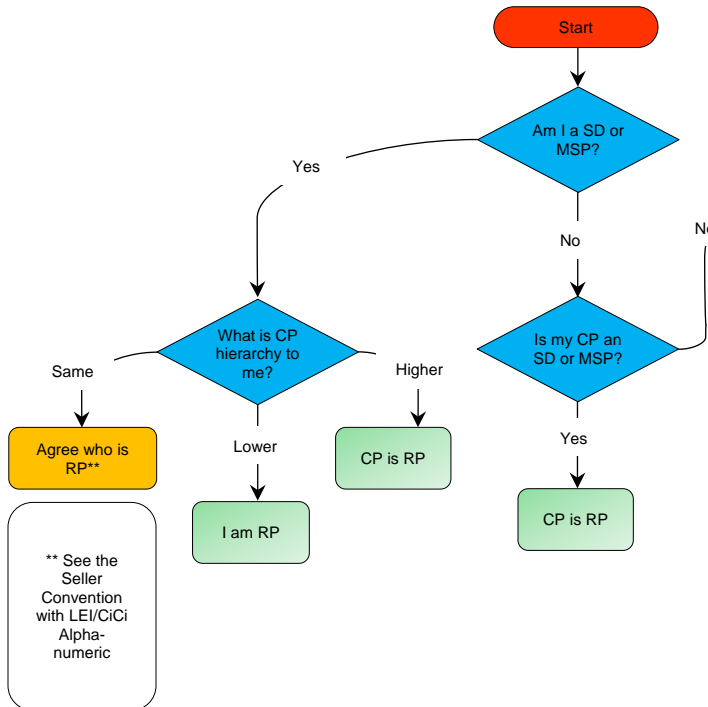 Start
Am I a SD or
MSP?
Yes
No
What is CP
hierarchy to
me?
Is my CP an
SD or MSP?
Same
Higher
Lower
Yes
Agree who is
RP**
CP is RP
I am RP
CP is RP
** See the
Seller
Convention
with LEI/CiCi
Alpha-
numeric